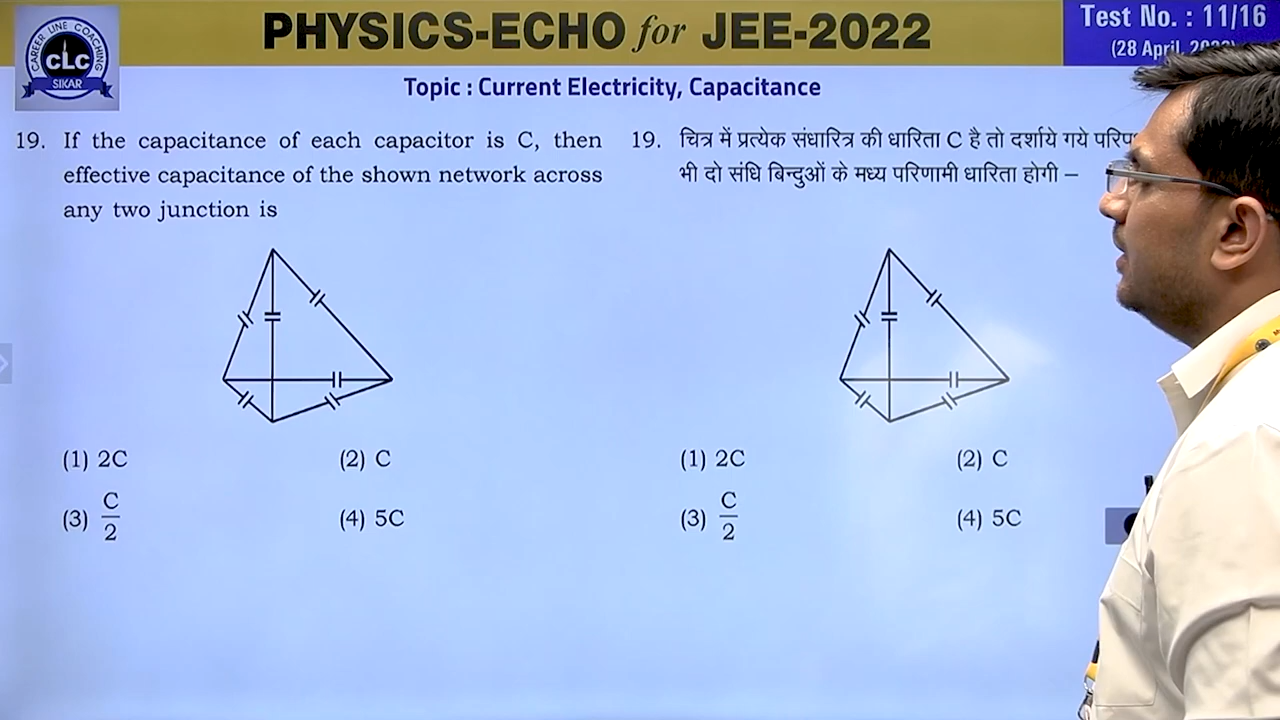 PHYSICS-ECHO for JEE-2022
Test No. : 11/16
(28 April, 2022)
CAREER LINE COACHING
CLC
SIKAR
Topic : Current Electricity, Capacitance
19. If the capacitance of each capacitor is C, then
effective capacitance of the shown network across
any two junction is
(1) 2C (2) C
(3) C/2 (4) 5C
19. चित्र में प्रत्येक संधारित्र की धारिता C है तो दर्शाये गये
भी दो संधि बिन्दुओं के मध्य परिणामी धारिता होगी –
(1) 2C (2) C
(3) C/2 (4) 5C